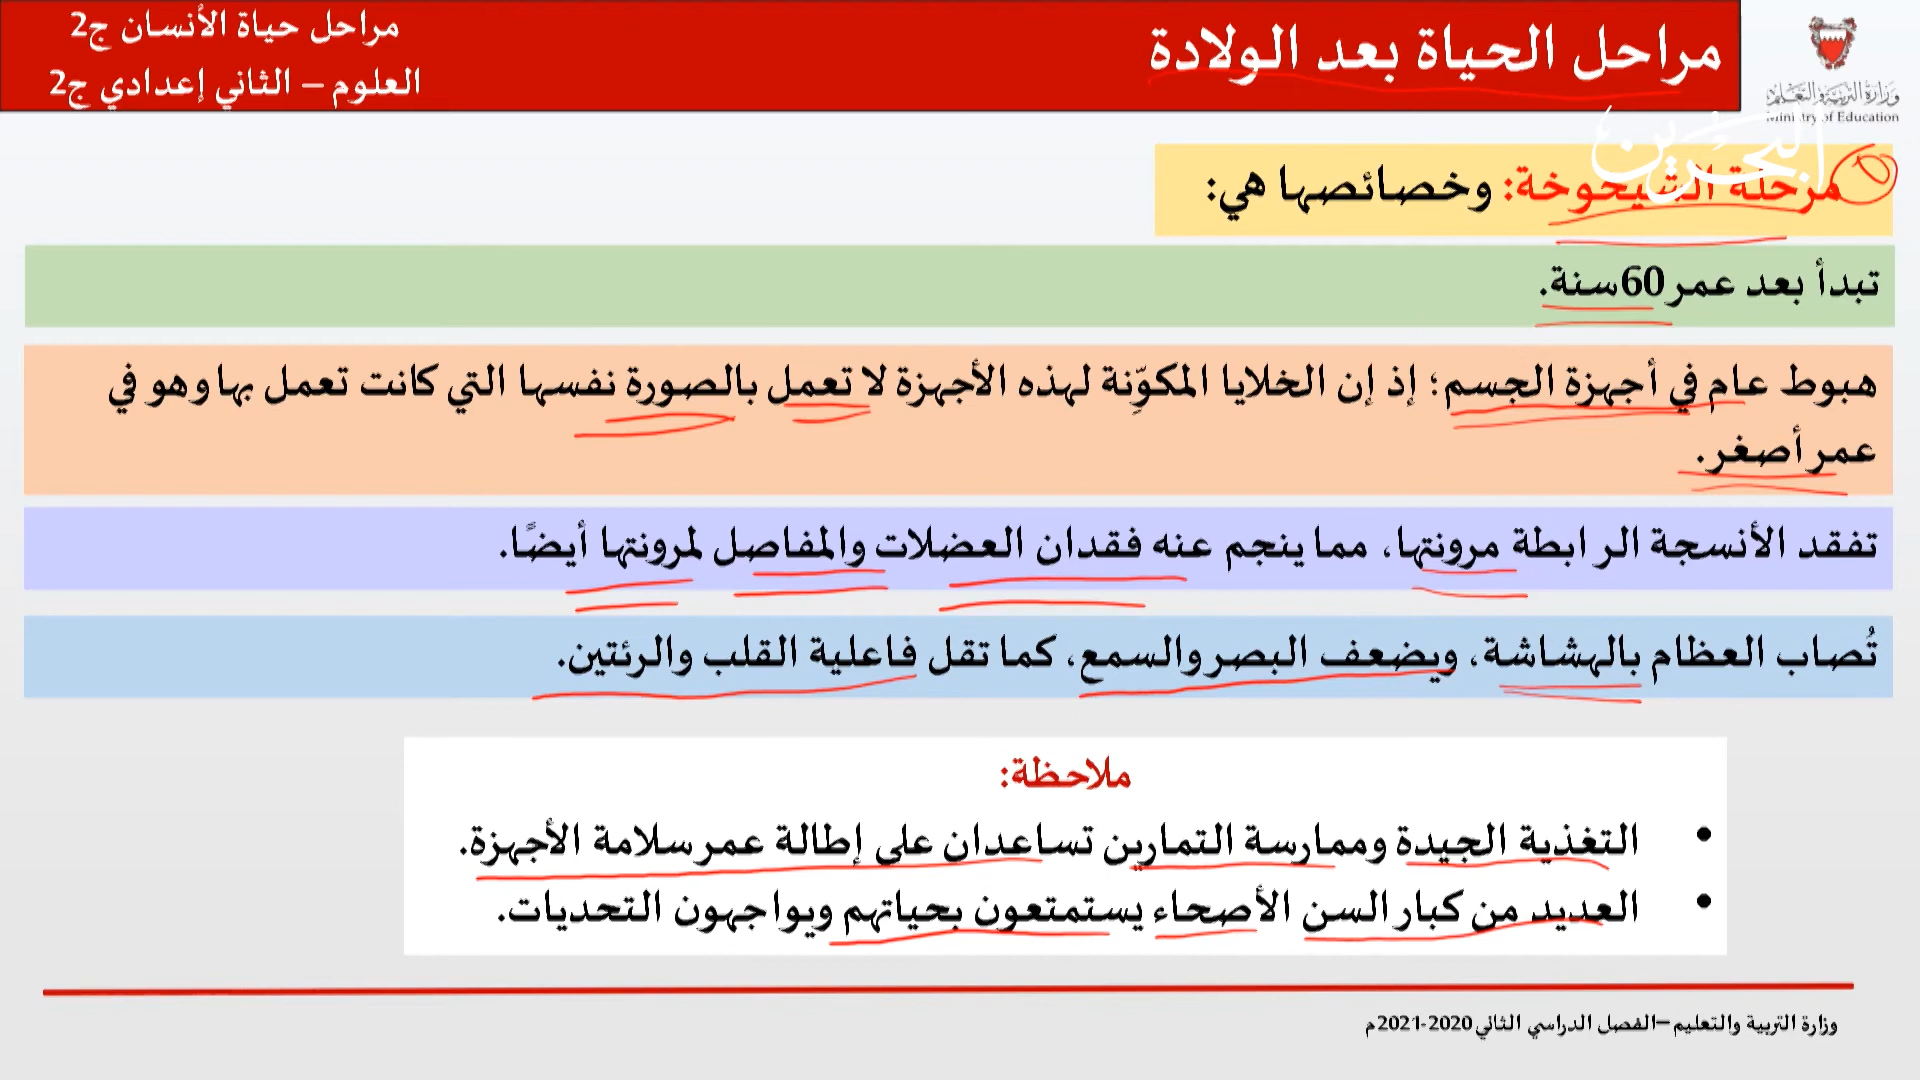 مراحل الحياة بعد الولادة
مراحل حياة الأنسان ج2
العلوم – الثاني إعدادي ج2
وزارة التربية والتعليم
Ministry of Education
البحرين
مرحلة الشيخوخة: وخصائصها هي:
تبدأ بعد عمر 60 سنة.
هبوط عام في أجهزة الجسم؛ إذ إن الخلايا المكوّنة لهذه الأجهزة لا تعمل بالصورة نفسها التي كانت تعمل بها وهو في
عمر أصغر.
تفقد الأنسجة الرابطة مرونتها، مما ينجم عنه فقدان العضلات والمفاصل لمرونتها أيضًا.
تُصاب العظام بالهشاشة، ويضعف البصر والسمع، كما تقل فاعلية القلب والرئتين.
ملاحظة:
• التغذية الجيدة وممارسة التمارين تساعدان على إطالة عمر سلامة الأجهزة.
• العديد من كبار السن الأصحاء يستمتعون بحياتهم ويواجهون التحديات.
وزارة التربية والتعليم –الفصل الدراسي الثاني 2020-2021م